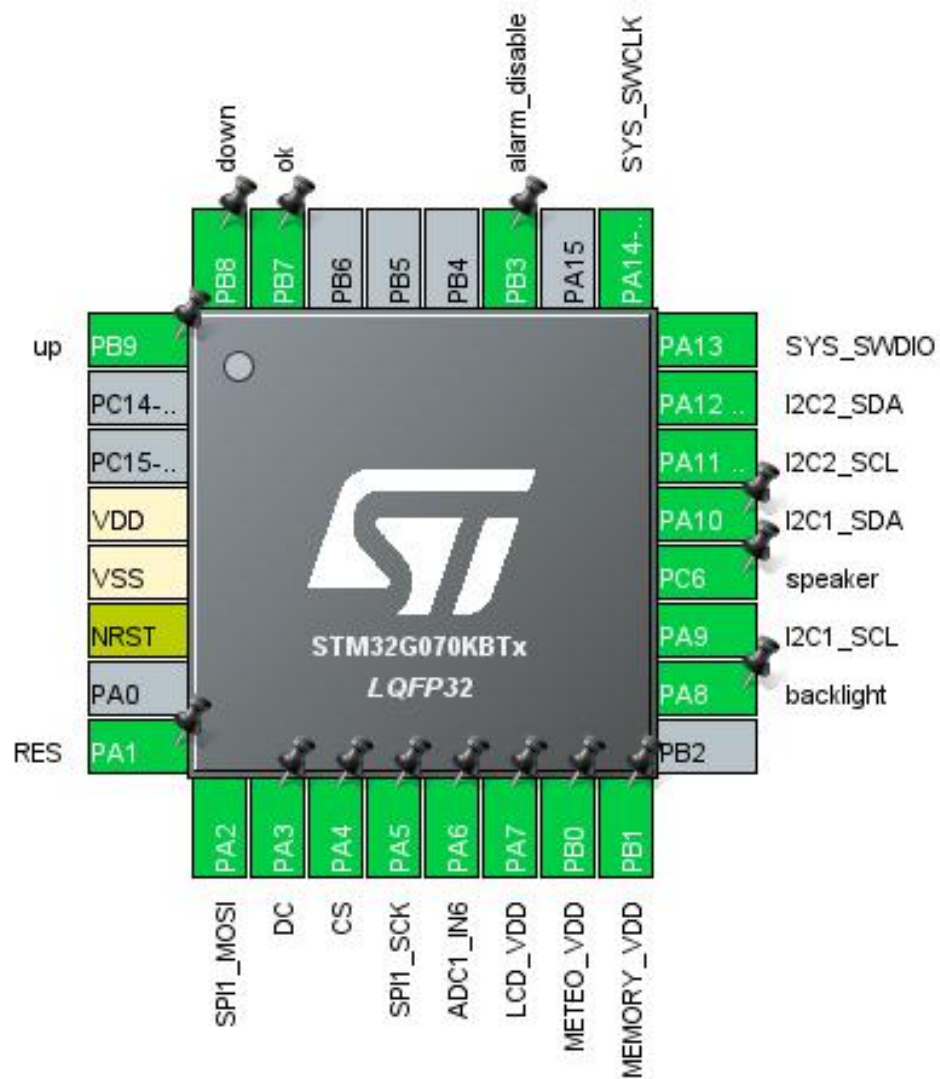 down
ok
alarm_disable
SYS_SWCLK
PB8
PB7
PB6
PB5
PB4
PB3
PA15
PA14-..
up
PB9
PC14-..
PC15-..
VDD
VSS
NRST
PA0
RES
PA1
ST
STM32G070KBTx
LQFP32
PA13
SYS_SWDIO
PA12 ..
I2C2_SDA
PA11 ..
I2C2_SCL
PA10
I2C1_SDA
PC6
speaker
PA9
I2C1_SCL
PA8
backlight
PB2
PA2
PA3
PA4
PA5
PA6
PA7
PB0
PB1
SPI1_MOSI
DC
CS
SPI1_SCK
ADC1_IN6
LCD_VDD
METEO_VDD
MEMORY_VDD